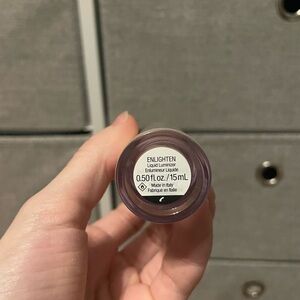 ENLIGHTEN
Liquid Luminizer
Enlumineur Liquide
0.50 fl oz. / 15 mL
Made in Italy
Fabriqué en Italie